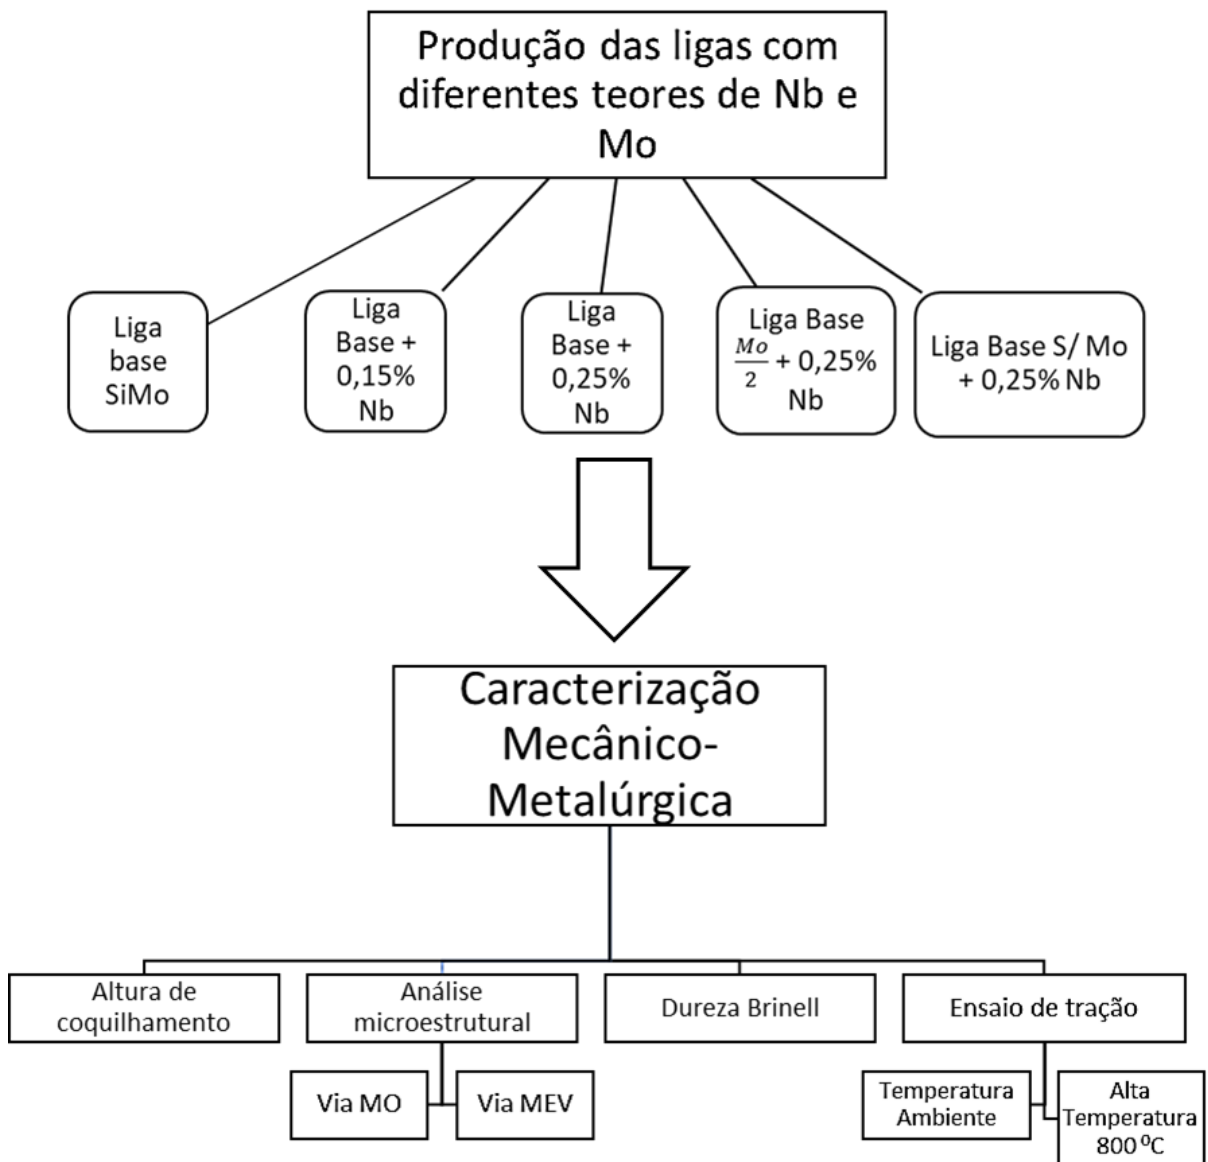 Produção das ligas com
diferentes teores de Nb e
Mo
Liga
base
SiMo
Liga
Base +
0,15%
Nb
Liga
Base +
0,25%
Nb
Liga Base
Mo/2 + 0,25%
Nb
Liga Base S/ Mo
+ 0,25% Nb
Caracterização
Mecânico-
Metalúrgica
Altura de
coquilhamento
Análise
microestrutural
Dureza Brinell
Ensaio de tração
Via MO
Via MEV
Temperatura
Ambiente
Alta
Temperatura
800 ⁰C